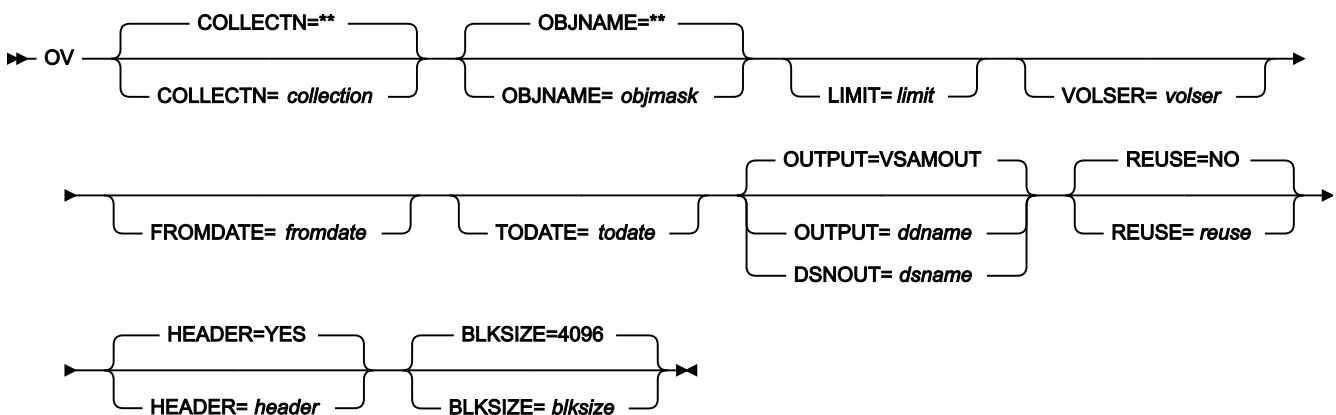 COLLECTN=** OBJNAME=**
OV
COLLECTN= collection OBJNAME= objmask LIMIT= limit VOLSER= volser
OUTPUT=VSAMOUT REUSE=NO
FROMDATE= fromdate TODATE= todate OUTPUT= ddname REUSE= reuse
DSNOUT= dsname
HEADER=YES BLKSIZE=4096
HEADER= header BLKSIZE= blksize